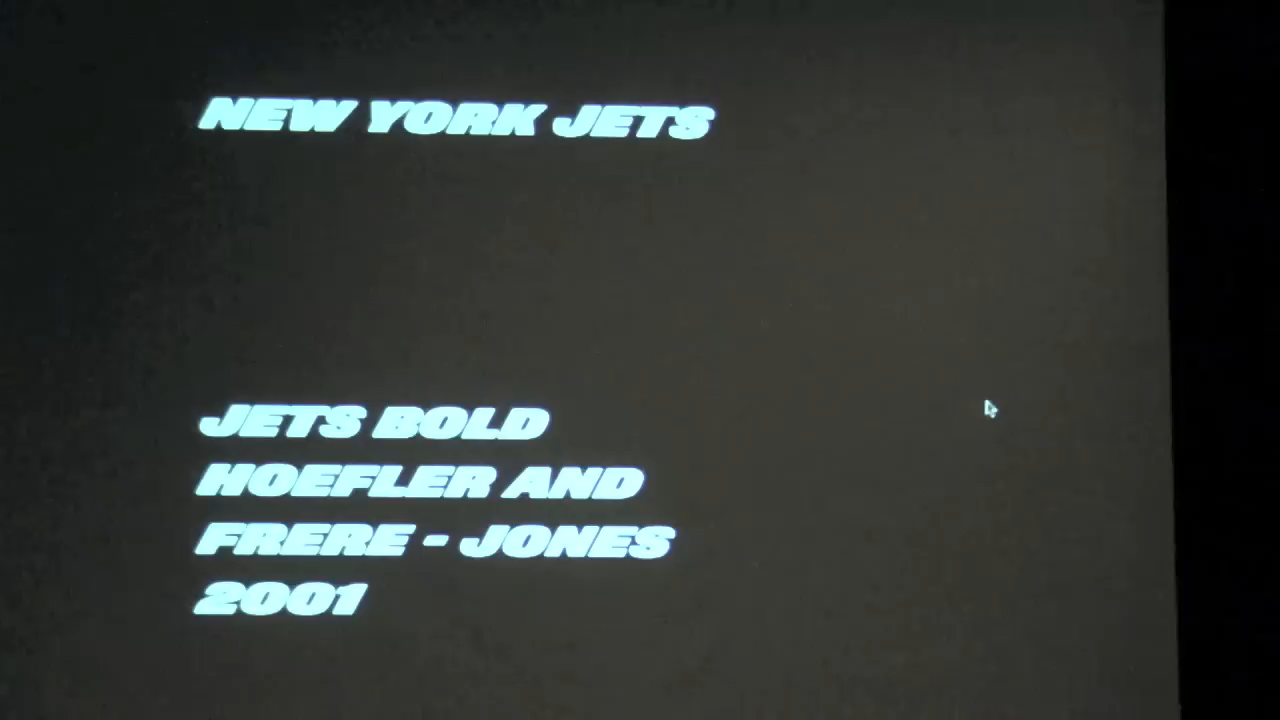 NEW YORK JETS
JETS BOLD
HOEFLER AND
FRERE - JONES
2001